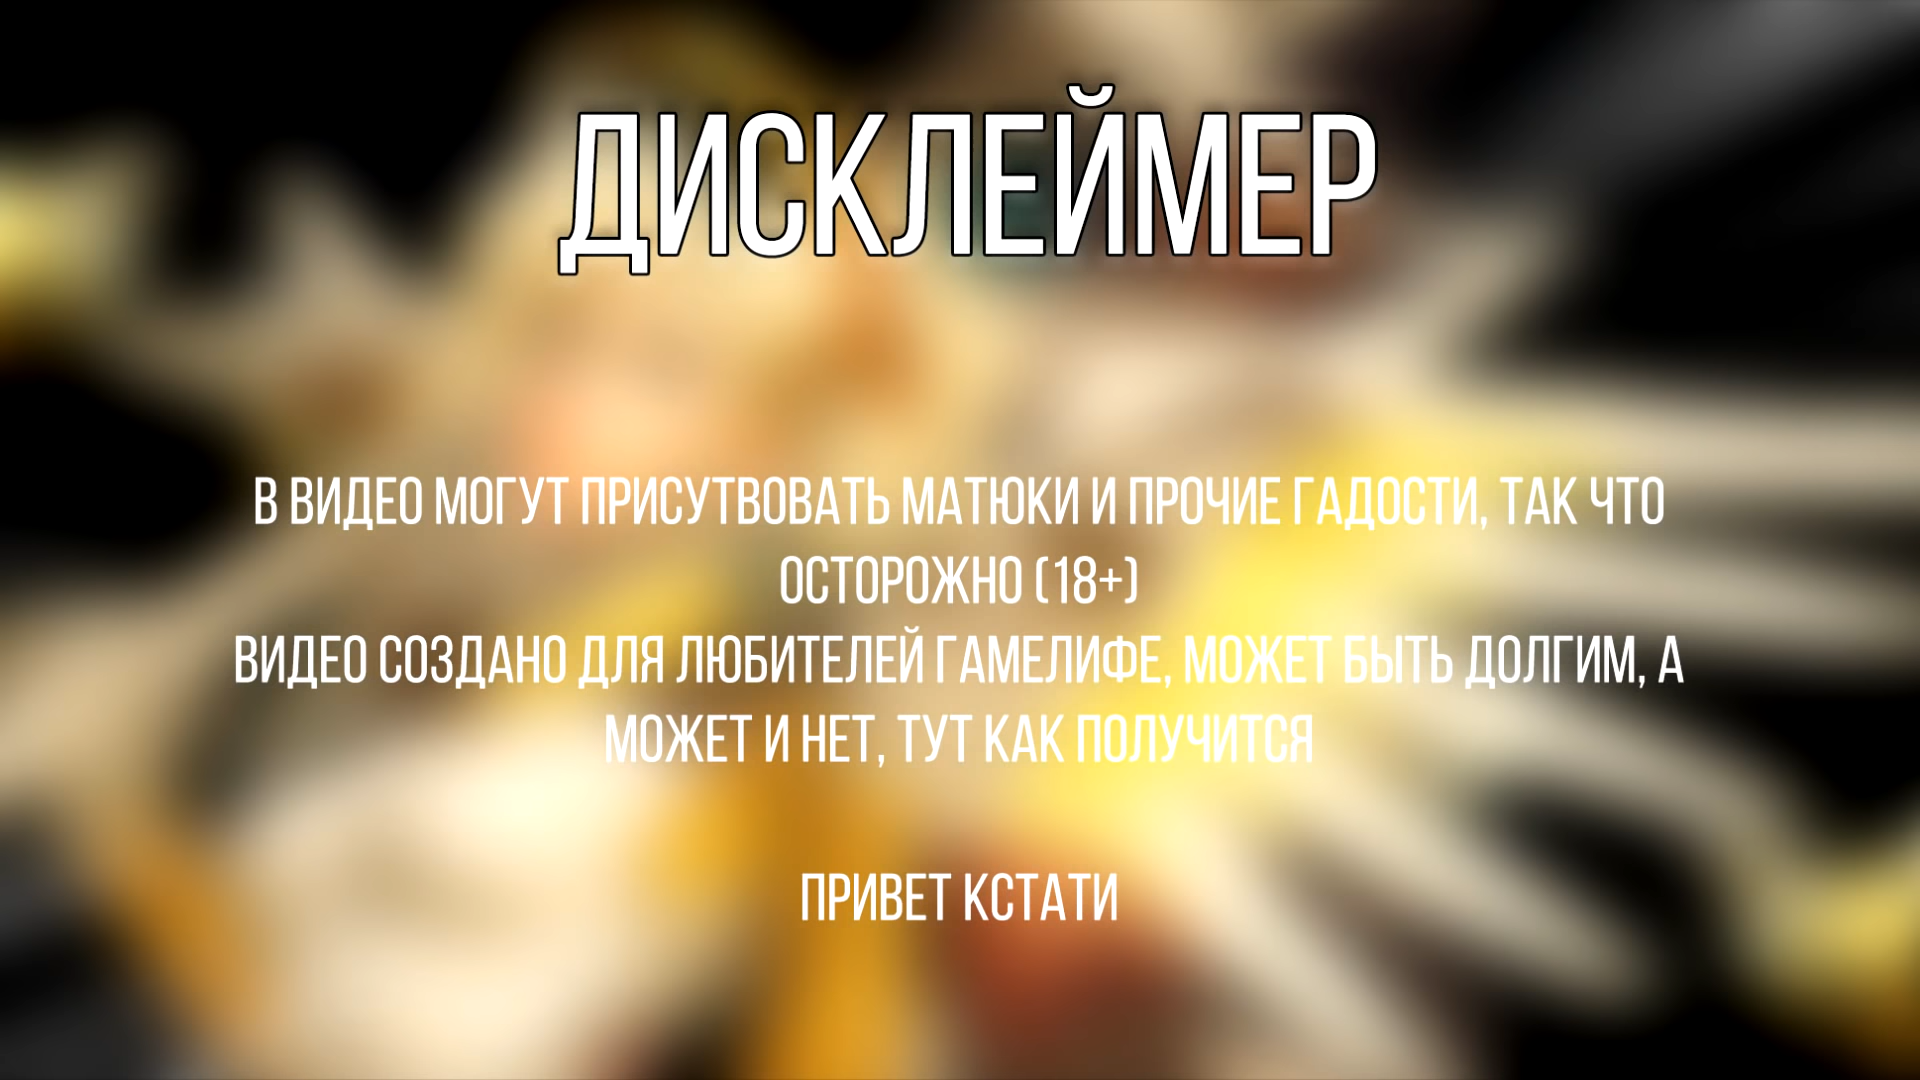 ДИСКЛЕЙМЕР
В ВИДЕО МОГУТ ПРИСУТВОВАТЬ МАТЮКИ И ПРОЧИЕ ГАДОСТИ, ТАК ЧТО
ОСТОРОЖНО (18+)
ВИДЕО СОЗДАНО ДЛЯ ЛЮБИТЕЛЕЙ ГАМЕЛИФЕ, МОЖЕТ БЫТЬ ДОЛГИМ, А
МОЖЕТ И НЕТ, ТУТ КАК ПОЛУЧИТСЯ
ПРИВЕТ КСТАТИ